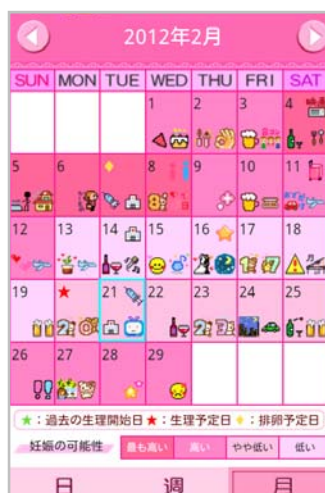 2012年2月
SUN MON TUE WED THU FRI SAT
1 2 3 4
5 6 8 9 10 11
12 13 14 15 16 17 18
19 21 22 23 24 25
26 27 28 29
★：過去の生理開始日★：生理予定日♦：排卵予定日
妊娠の可能性 最も高い 高い やや低い 低い
日 週 月